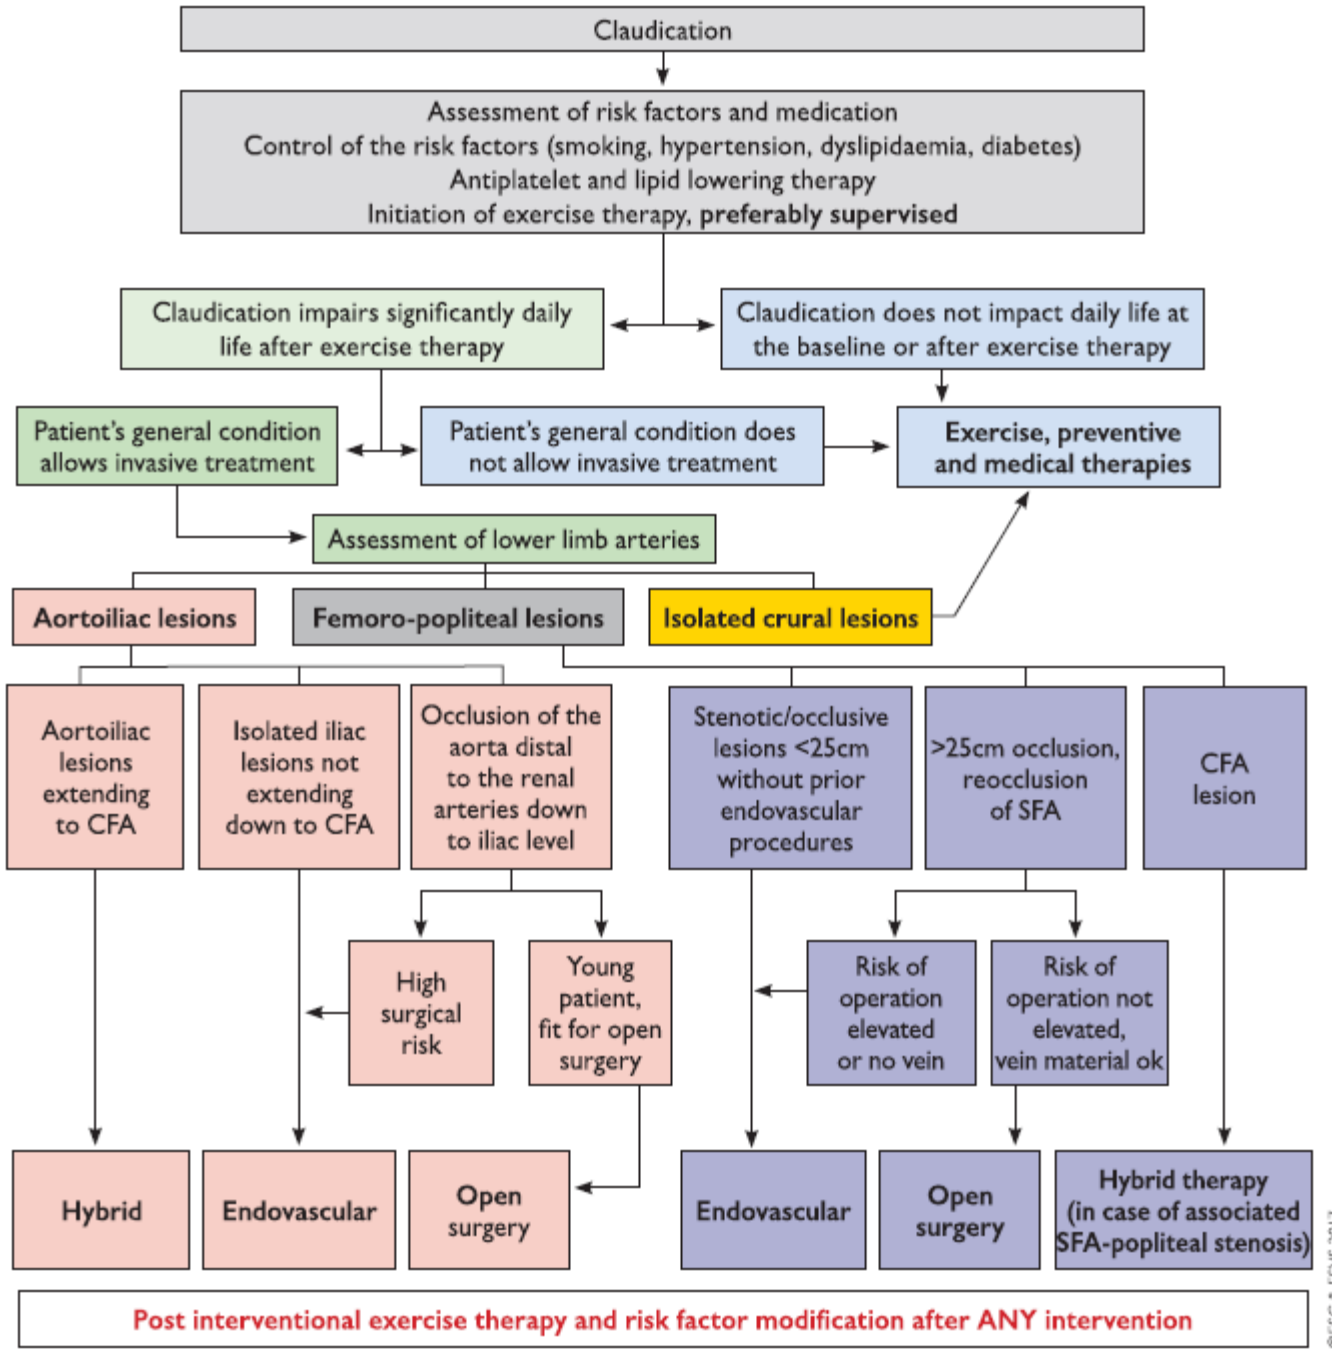 Claudication
Assessment of risk factors and medication
Control of the risk factors (smoking, hypertension, dyslipidaemia, diabetes)
Antiplatelet and lipid lowering therapy
Initiation of exercise therapy, preferably supervised
Claudication impairs significantly daily
life after exercise therapy
Claudication does not impact daily life at
the baseline or after exercise therapy
Patient's general condition
allows invasive treatment
Patient's general condition does
not allow invasive treatment
Exercise, preventive
and medical therapies
Assessment of lower limb arteries
Aortoiliac lesions
Femoro-popliteal lesions
Isolated crural lesions
Aortoiliac
lesions
extending
to CFA
Isolated iliac
lesions not
extending
down to CFA
Occlusion of the
aorta distal
to the renal
arteries down
to iliac level
Stenotic/occlusive
lesions <25cm
without prior
endovascular
procedures
>25cm occlusion,
reocclusion
of SFA
CFA
lesion
High
surgical
risk
Young
patient,
fit for open
surgery
Risk of
operation
elevated
or no vein
Risk of
operation not
elevated,
vein material ok
Hybrid
Endovascular
Open
surgery
Endovascular
Open
surgery
Hybrid therapy
(in case of associated
SFA-popliteal stenosis)
Post interventional exercise therapy and risk factor modification after ANY intervention